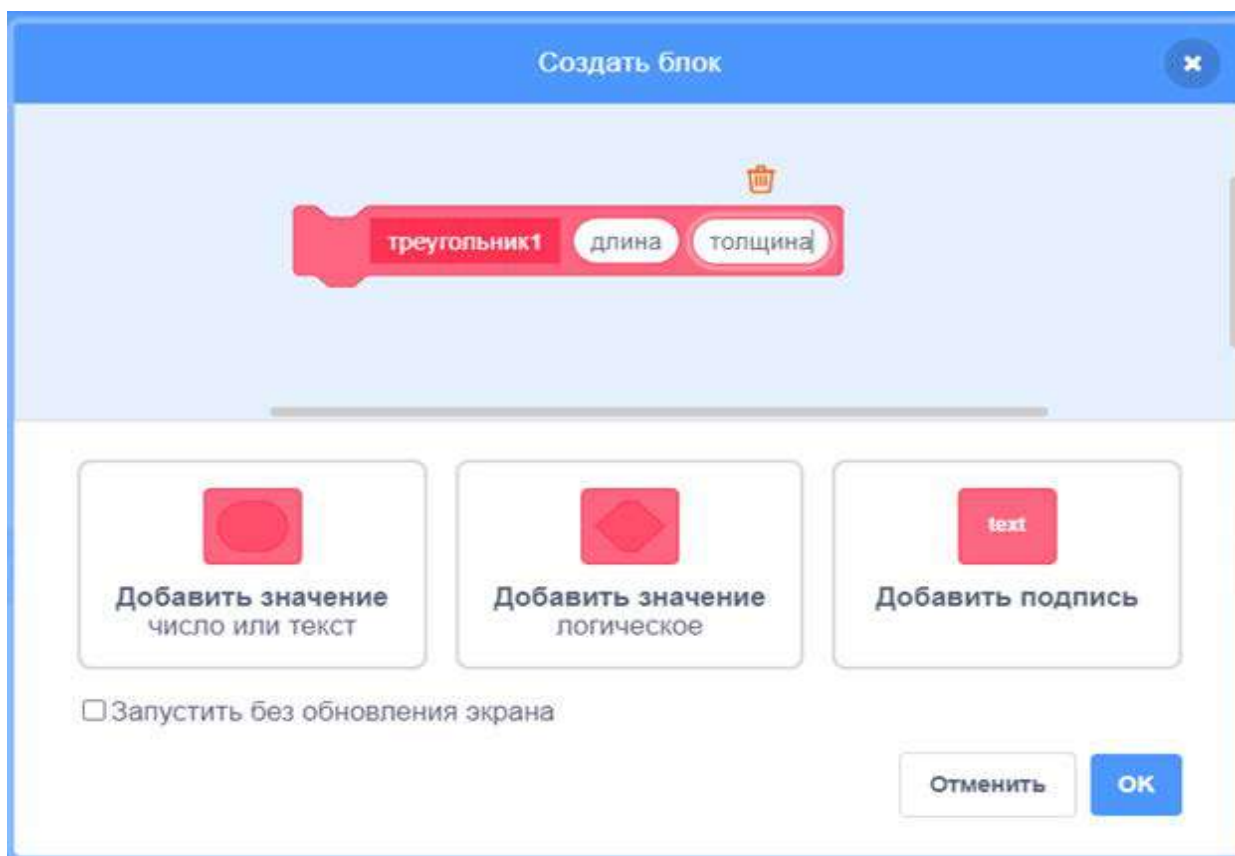 Создать блок
треугольник1 длина толщина
text
Добавить значение
число или текст
Добавить значение
логическое
Добавить подпись
Запустить без обновления экрана
Отменить OK